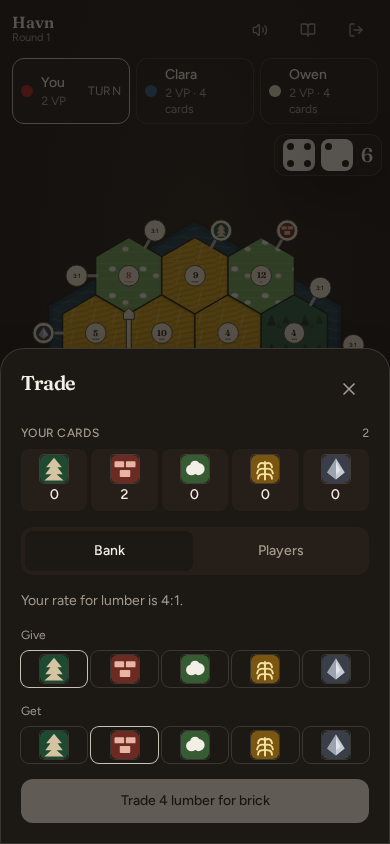 Havn
Round 1
You
2 VP
TURN
Clara
2 VP · 4
cards
Owen
2 VP · 4
cards
6
3:1
3:1
8
9
12
3:1
5
10
4
4
3:1
Trade
YOUR CARDS
2
0
2
0
0
0
Bank
Players
Your rate for lumber is 4:1.
Give
Get
Trade 4 lumber for brick